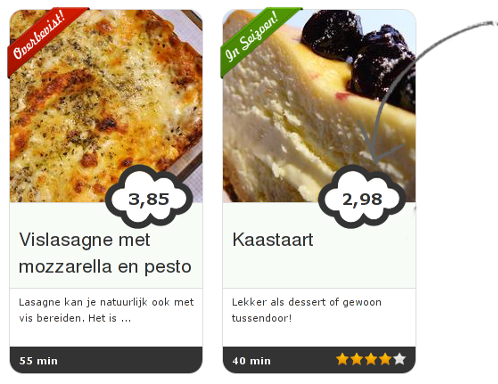 Overbevist!
3,85
Vislasagne met
mozzarella en pesto
Lasagne kan je natuurlijk ook met
vis bereiden. Het is ...
55 min
In Seizoen!
2,98
Kaastaart
Lekker als dessert of gewoon
tussendoor!
40 min